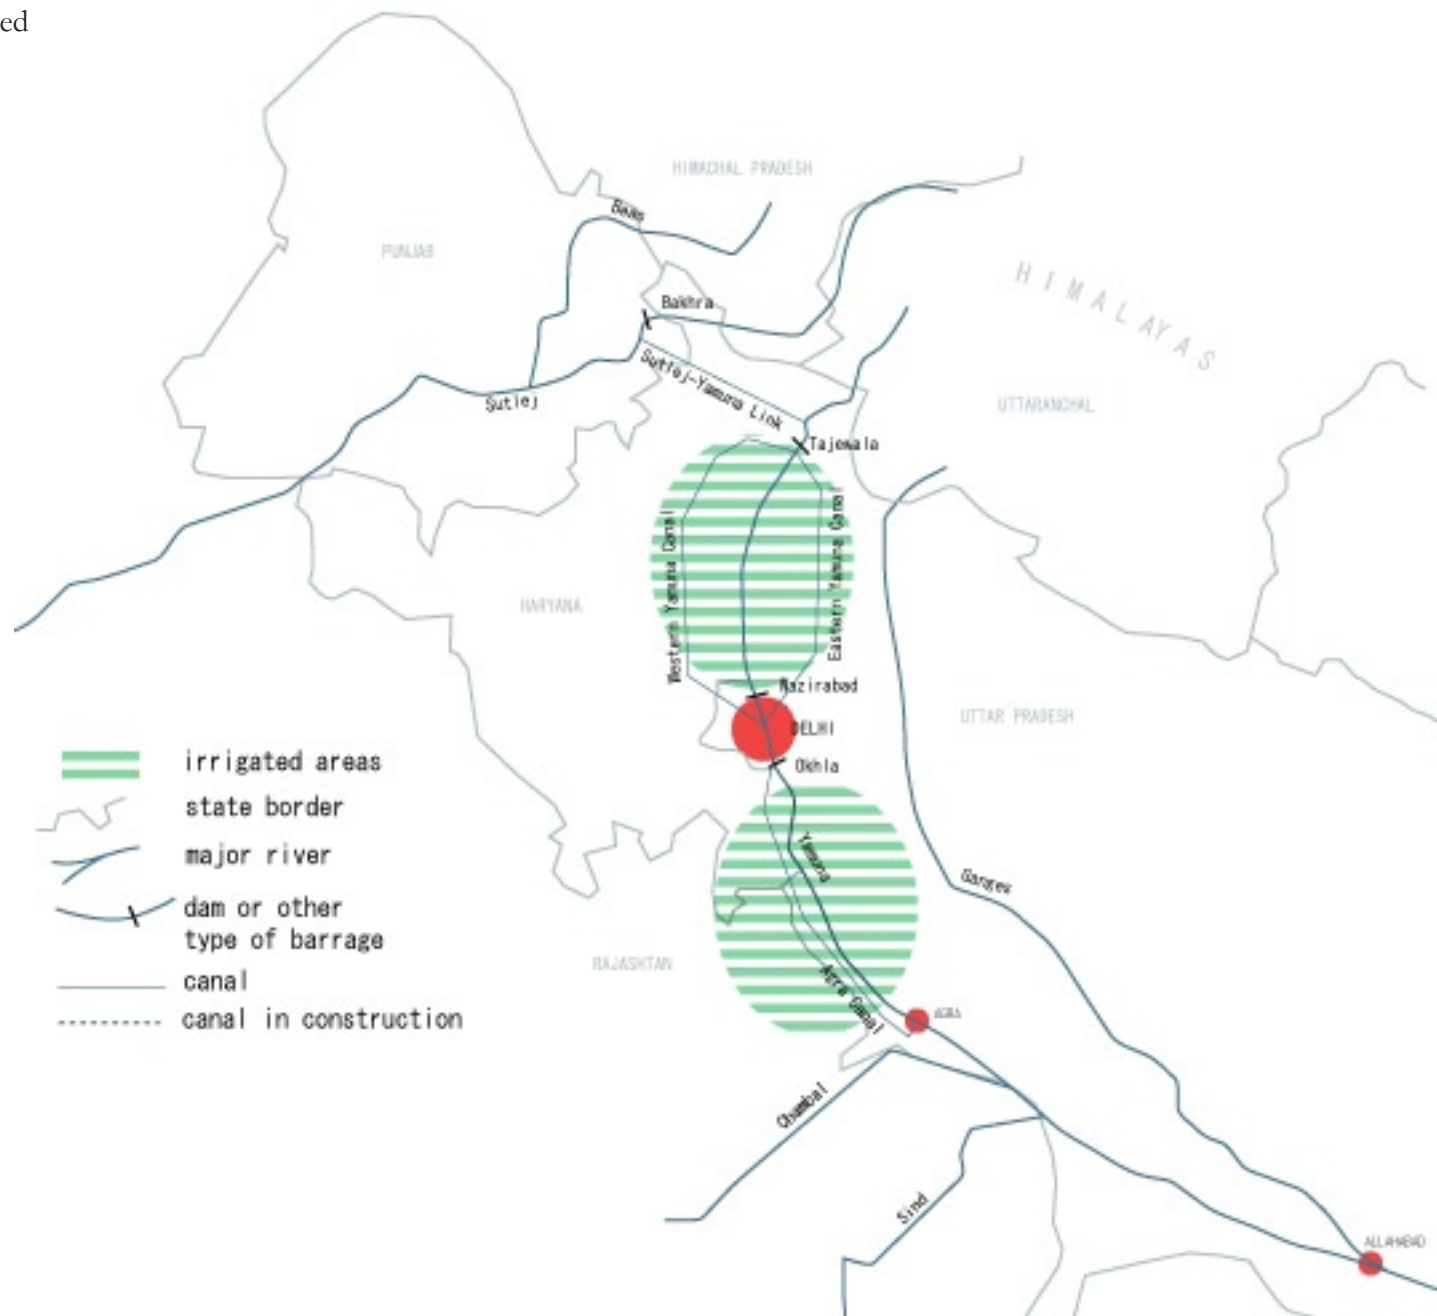 ed
HIMACHAL PRADESH
Beas
PUNJAB
HIMALAYAS
Bakhra
Sutlej-Yamuna Link
Sutlej
UTTARANCHAL
Tajewala
Western Yamuna Canal
Eastern Yamuna Canal
HARYANA
Wazirabad
UTTAR PRADESH
DELHI
Okhla
irrigated areas
state border
major river
dam or other
type of barrage
canal
canal in construction
Yamuna
Ganges
RAJASHTAN
Agra Canal
AGRA
Chambal
Sind
ALLAHABAD